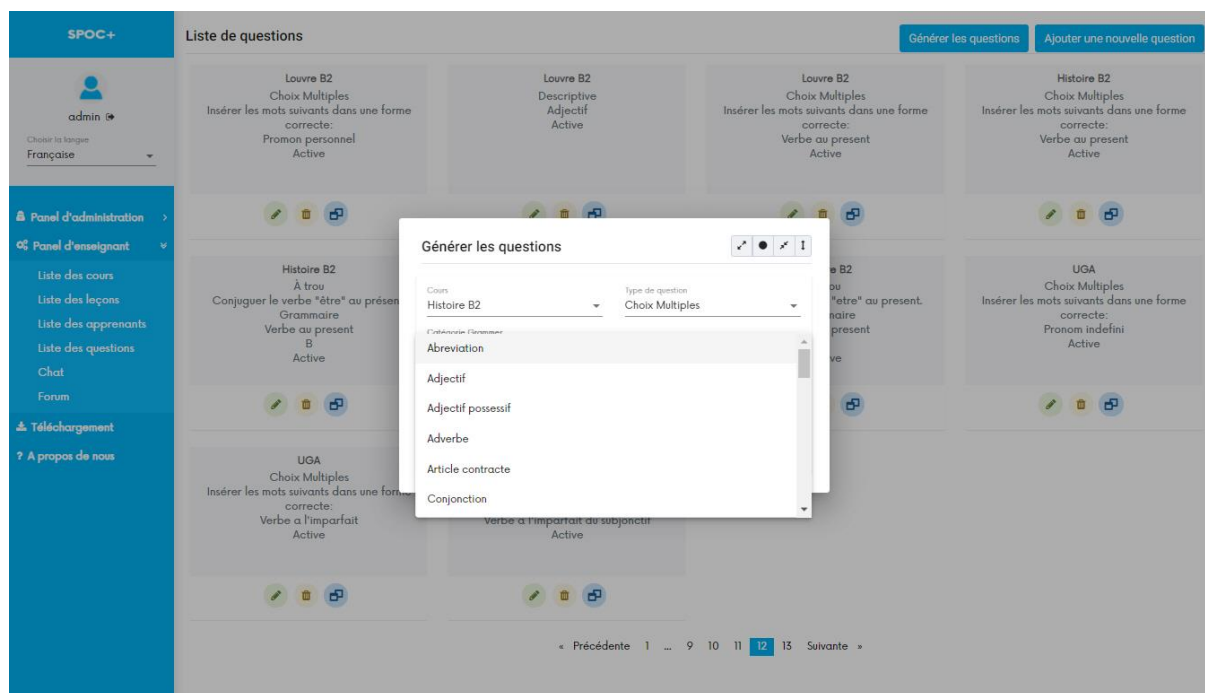 SPOC+
admin
Choisir la langue
Française
Panel d'administration
Panel d'enseignant
Liste des cours
Liste des leçons
Liste des apprenants
Liste des questions
Chat
Forum
Téléchargement
? A propos de nous
Liste de questions
Générer les questions
Ajouter une nouvelle question
Louvre B2
Choix Multiples
Insérer les mots suivants dans une forme
correcte:
Promon personnel
Active
Louvre B2
Descriptive
Adjectif
Active
Louvre B2
Choix Multiples
Insérer les mots suivants dans une forme
correcte:
Verbe au present
Active
Histoire B2
Choix Multiples
Insérer les mots suivants dans une forme
correcte:
Verbe au present
Active
Histoire B2
À trou
Conjuguer le verbe "être" au présen
Grammaire
Verbe au present
B
Active
Générer les questions
Cours
Histoire B2
Type de question
Choix Multiples
Catégorie Grammer
Abreviation
Adjectif
Adjectif possessif
Adverbe
Article contracte
Conjonction
B2
"etre" au present.
present
UGA
Choix Multiples
Insérer les mots suivants dans une forme
correcte:
Pronom indefini
Active
UGA
Choix Multiples
Insérer les mots suivants dans une forme
correcte:
Verbe a l'imparfait
Active
Verbe a l'imparfait du subjonctif
Active
« Précédente 1 ... 9 10 11 12 13 Suivante »